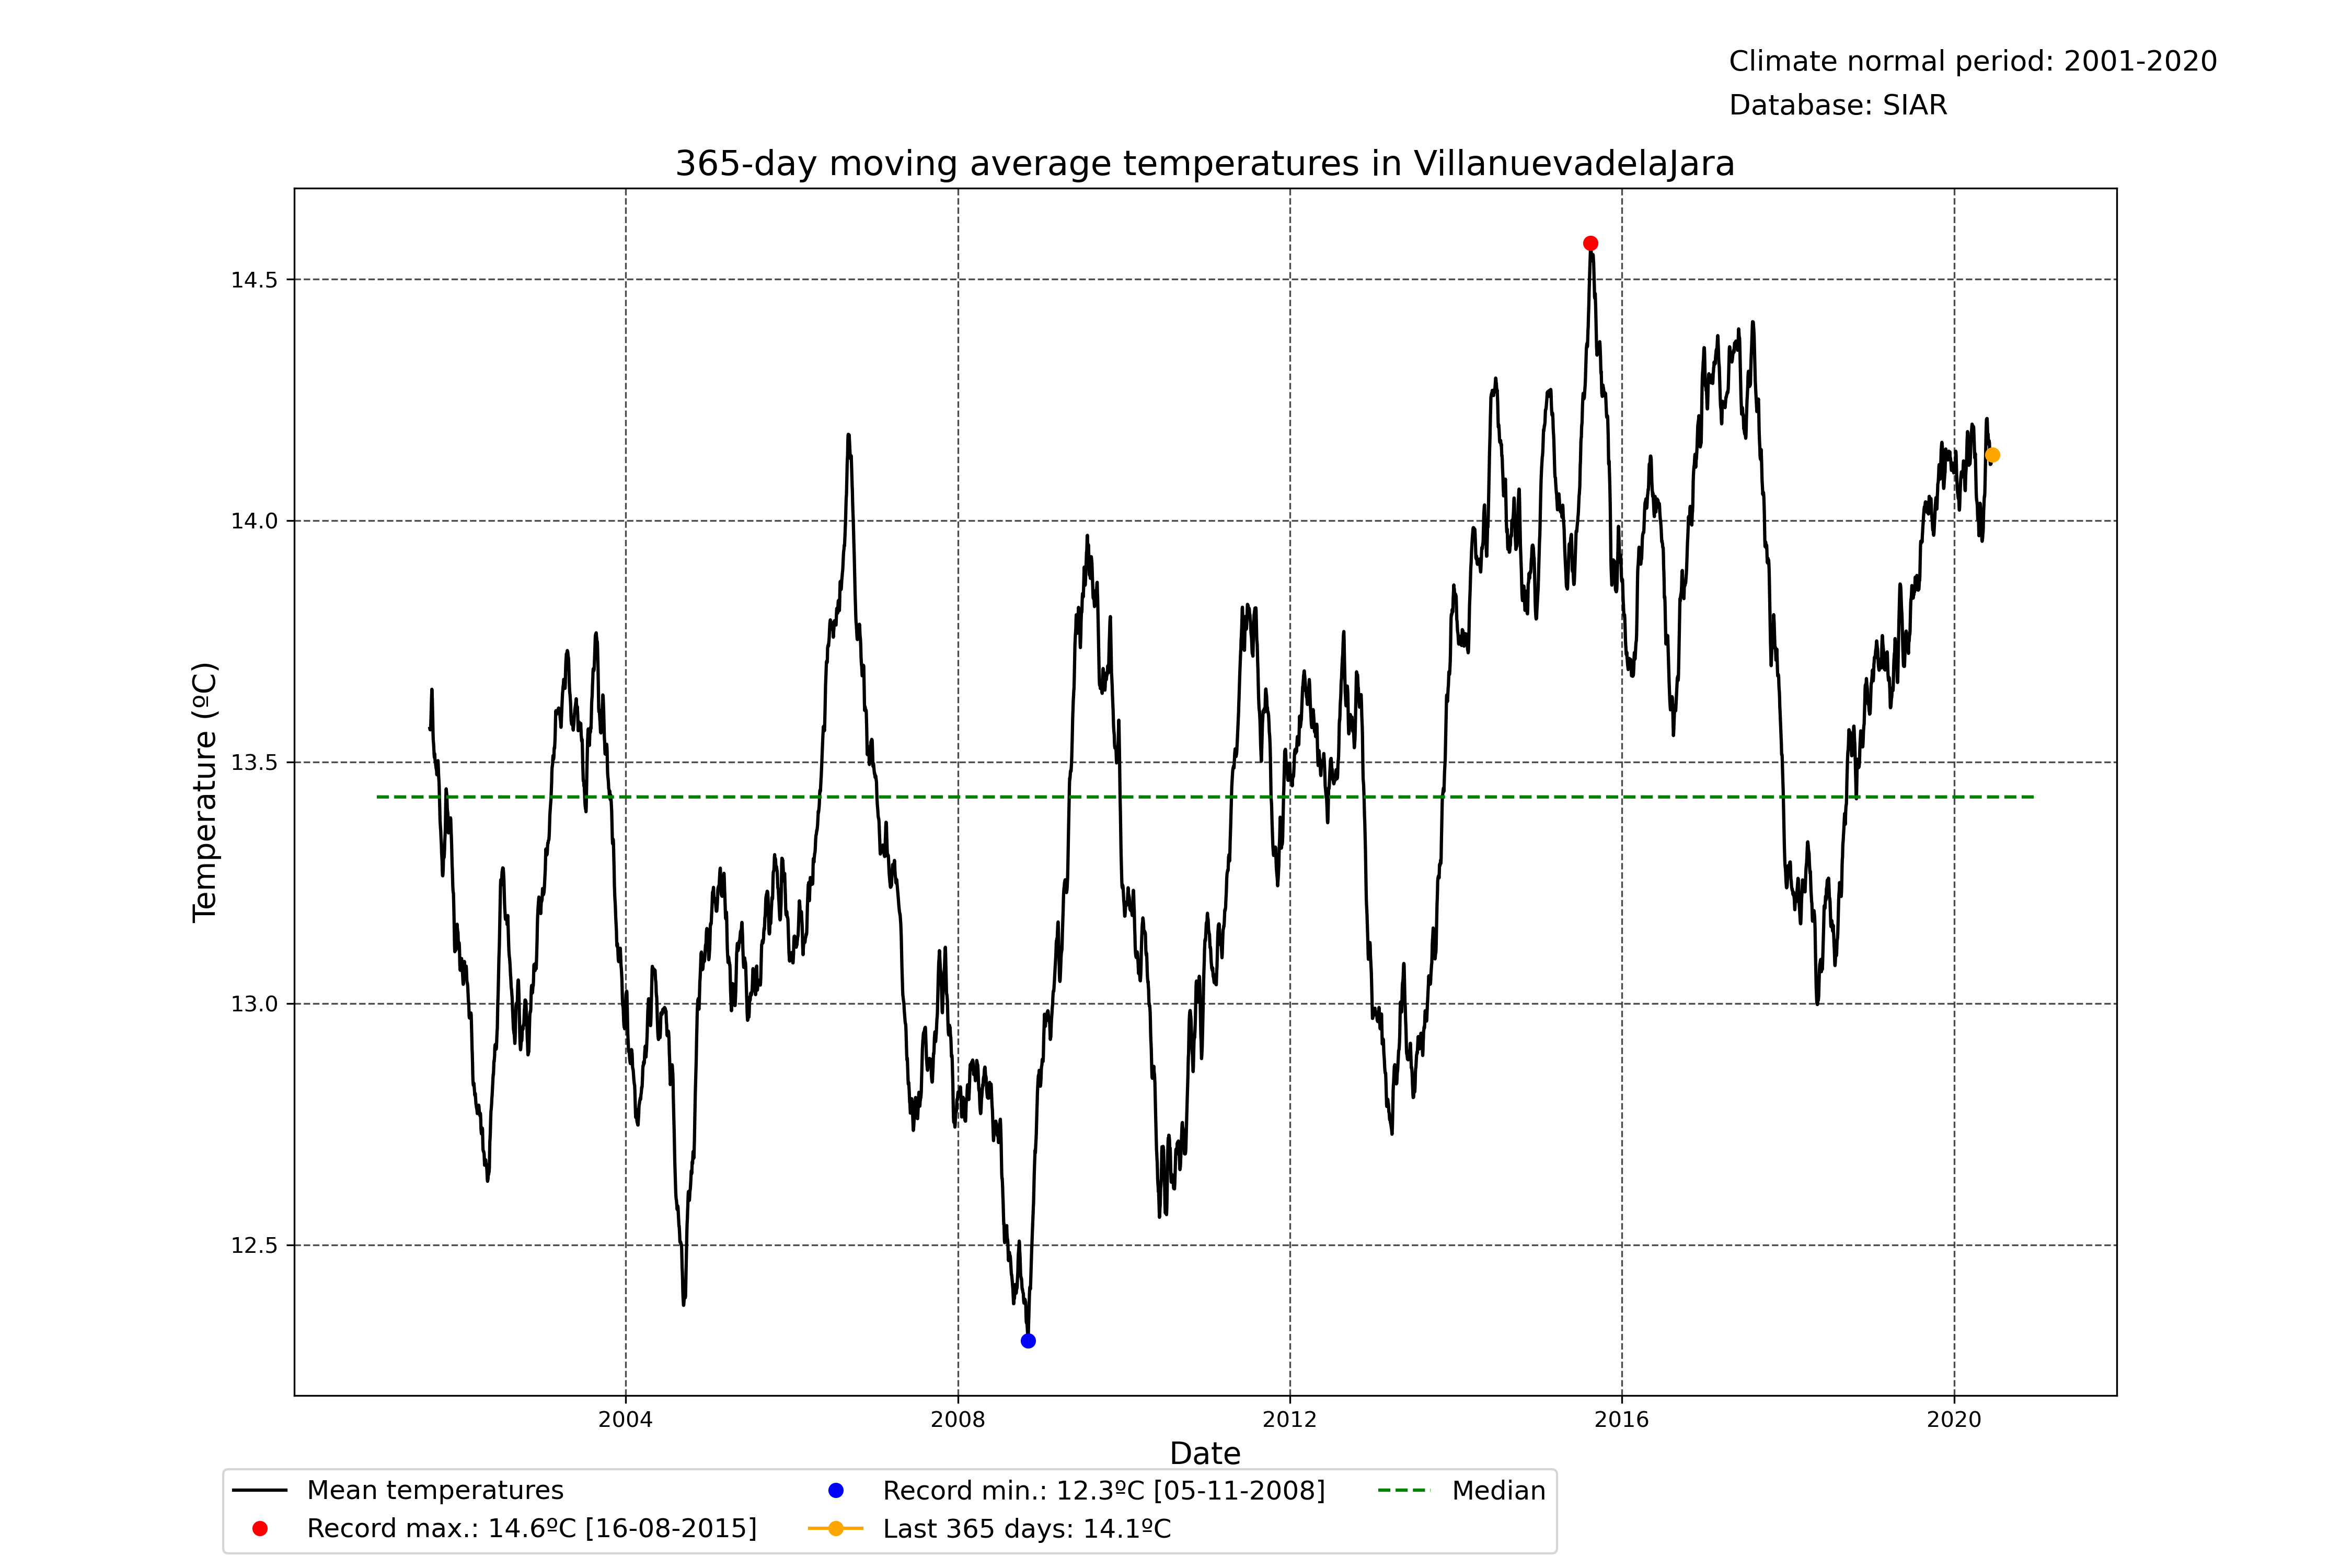 Climate normal period: 2001-2020
Database: SIAR
365-day moving average temperatures in VillanuevadelaJara
Temperature (ºC)
14.5
14.0
13.5
13.0
12.5
2004
2008
2012
2016
2020
Date
Mean temperatures
Record max.: 14.6ºC [16-08-2015]
Record min.: 12.3ºC [05-11-2008]
Last 365 days: 14.1ºC
Median